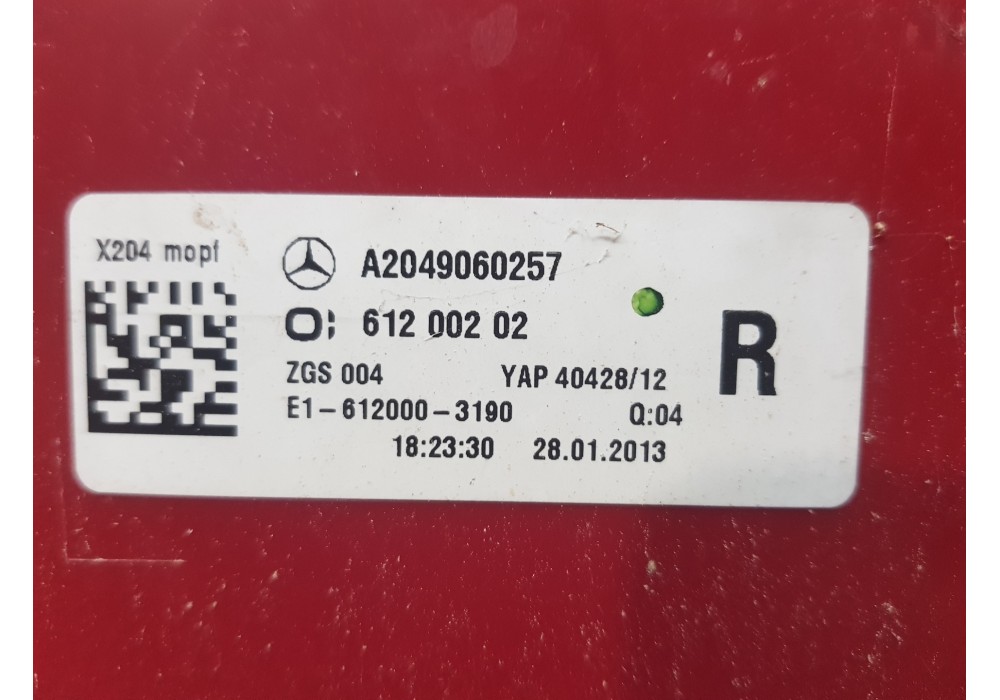 X204 mopf
A2049060257
O; 612 002 02
ZGS 004 YAP 40428/12
E1-612000-3190 Q:04
18:23:30 28.01.2013
R